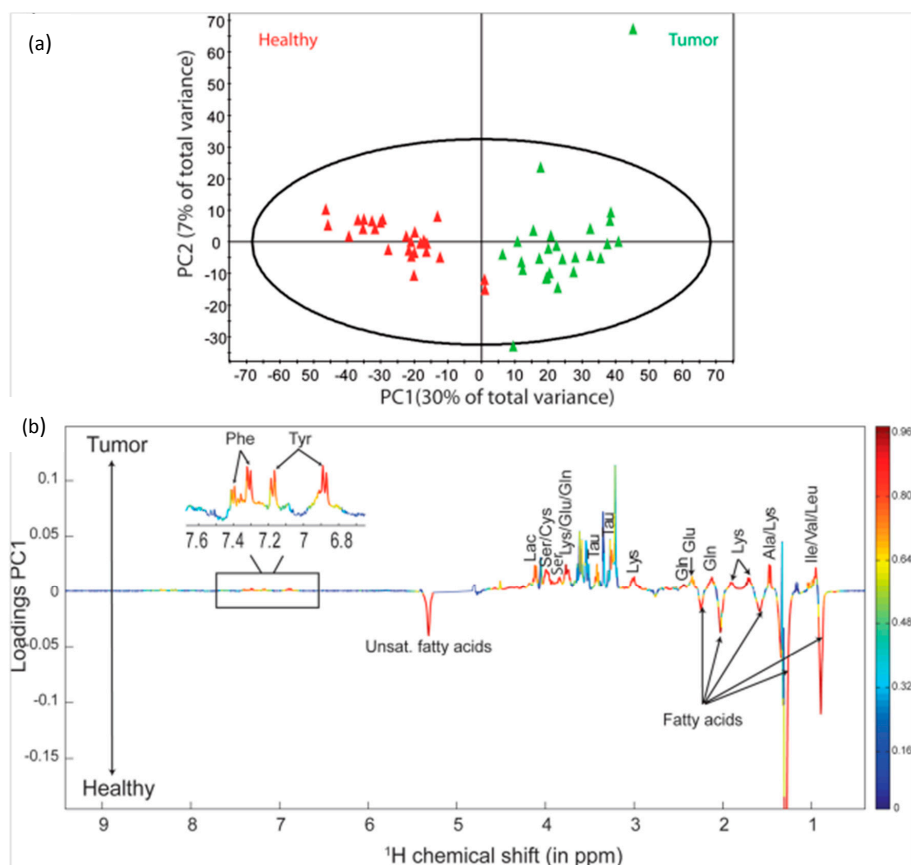 (a)
Healthy
Tumor
70
60
50
40
30
20
10
0
-10
-20
-30
PC2 (7% of total variance)
-70 -60 -50 -40 -30 -20 -10 0 10 20 30 40 50 60 70
PC1(30% of total variance)
(b)
Tumor
Healthy
Loadings PC1
0.1
0.05
0
-0.05
-0.1
-0.15
Phe
Tyr
7.6 7.4 7.2 7 6.8
Unsat. fatty acids
Lac
Ser/Cys
Ser
Lys/Glu/Gln
Tau
Tau
Lys
Gln
Glu
Gln
Lys
Ala/Lys
Ile/Val/Leu
Fatty acids
9 8 7 6 5 4 3 2 1
¹H chemical shift (in ppm)
0.96
0.80
0.64
0.48
0.32
0.16
0